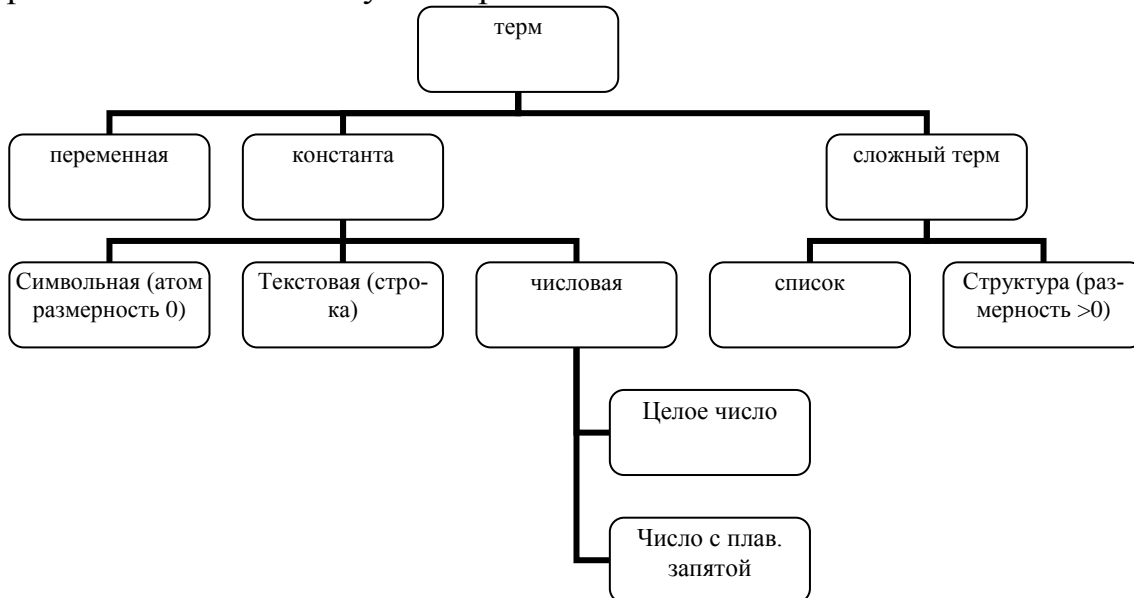 терм
переменная
константа
сложный терм
Символьная (атом
размерность 0)
Текстовая (стро-
ка)
числовая
список
Структура (раз-
мерность >0)
Целое число
Число с плав.
запятой